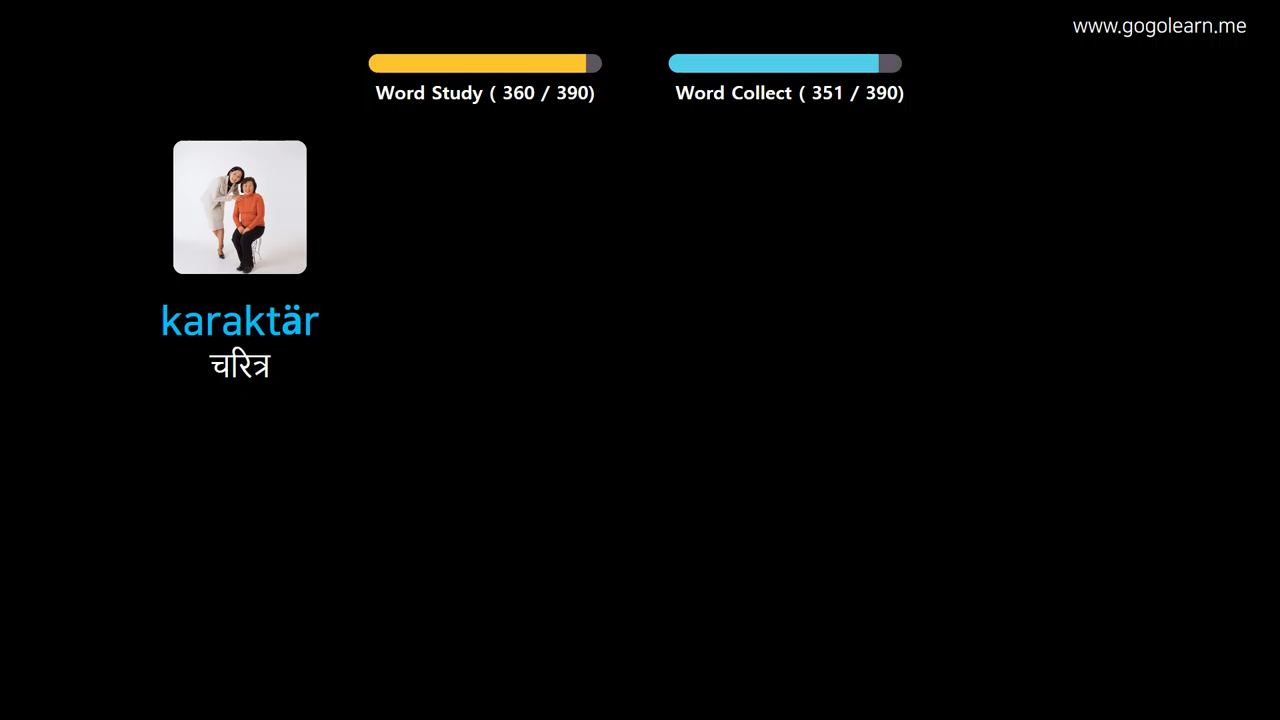 www.gogolearn.me
Word Study ( 360 / 390)
Word Collect ( 351 / 390)
karaktär
चरित्र